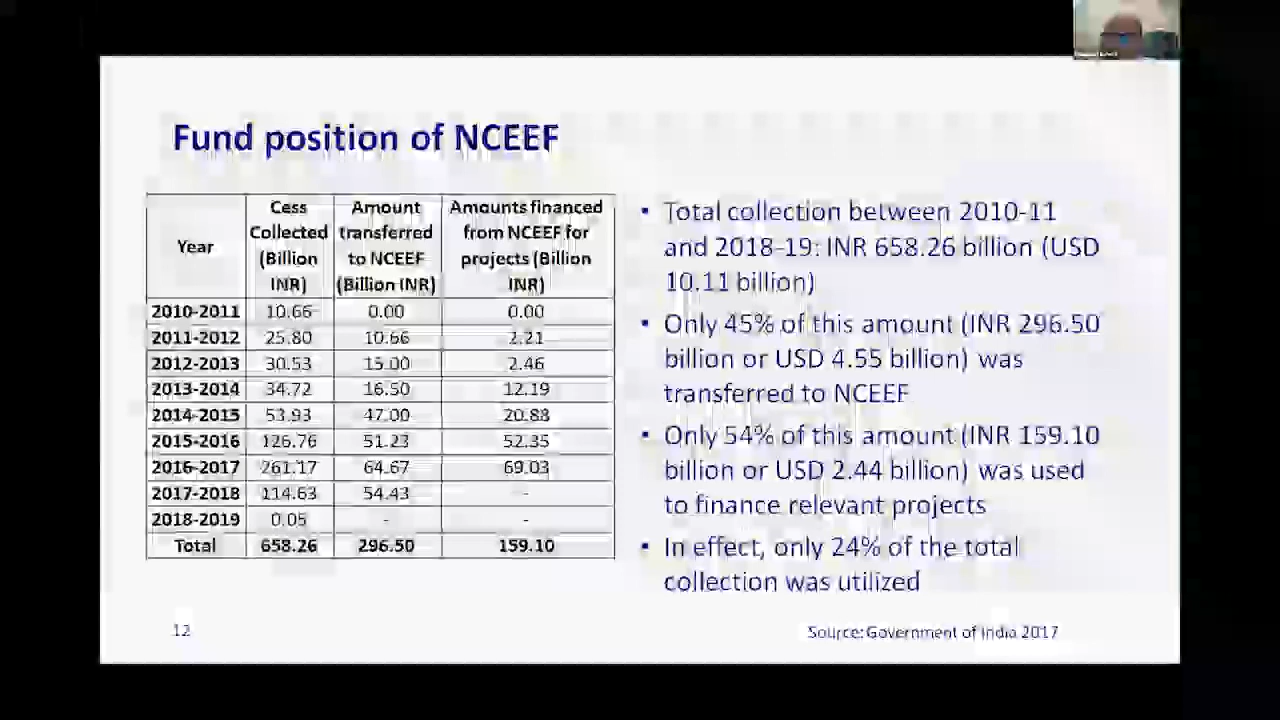 Fund position of NCEEF
Year | Cess Collected (Billion INR) | Amount transferred to NCEEF (Billion INR) | Amounts financed from NCEEF for projects (Billion INR)
2010-2011 | 10.66 | 0.00 | 0.00
2011-2012 | 25.80 | 10.66 | 2.21
2012-2013 | 30.53 | 15.00 | 2.46
2013-2014 | 34.72 | 16.50 | 12.19
2014-2015 | 53.93 | 47.00 | 20.88
2015-2016 | 126.76 | 51.23 | 52.35
2016-2017 | 261.17 | 64.67 | 69.03
2017-2018 | 114.63 | 54.43 | -
2018-2019 | 0.05 | - | -
Total | 658.26 | 296.50 | 159.10
• Total collection between 2010-11
and 2018-19: INR 658.26 billion (USD
10.11 billion)
• Only 45% of this amount (INR 296.50
billion or USD 4.55 billion) was
transferred to NCEEF
• Only 54% of this amount (INR 159.10
billion or USD 2.44 billion) was used
to finance relevant projects
• In effect, only 24% of the total
collection was utilized
12
Source: Government of India 2017